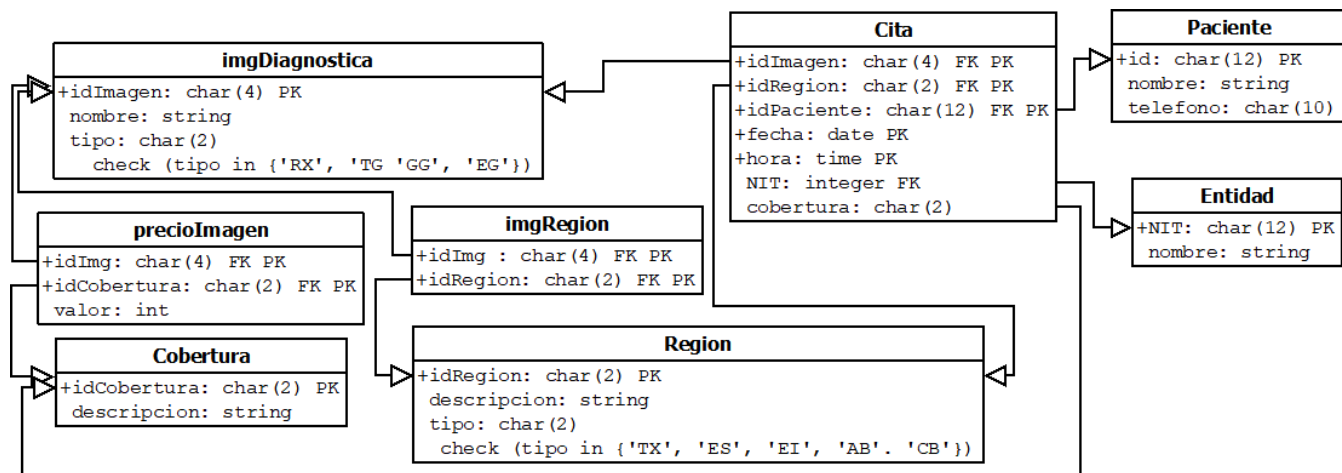 imgDiagnostica
+idImagen: char(4) PK
nombre: string
tipo: char(2)
check (tipo in {'RX', 'TG 'GG', 'EG'})
Cita
+idImagen: char(4) FK PK
+idRegion: char(2) FK PK
+idPaciente: char(12) FK PK
+fecha: date PK
+hora: time PK
NIT: integer FK
cobertura: char(2)
Paciente
+id: char(12) PK
nombre: string
telefono: char(10)
Entidad
+NIT: char(12) PK
nombre: string
precioImagen
+idImg: char(4) FK PK
+idCobertura: char(2) FK PK
valor: int
imgRegion
+idImg : char(4) FK PK
+idRegion: char(2) FK PK
Cobertura
+idCobertura: char(2) PK
descripcion: string
Region
+idRegion: char(2) PK
descripcion: string
tipo: char(2)
check (tipo in {'TX', 'ES', 'EI', 'AB'. 'CB'})